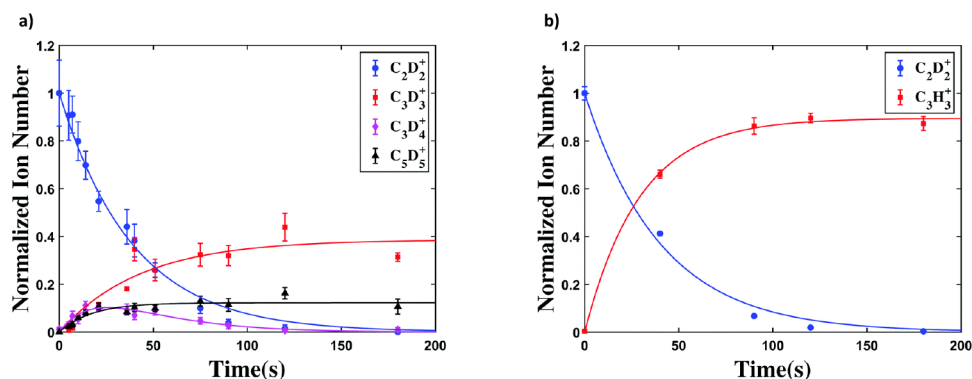 a)
Normalized Ion Number
1.2
1
0.8
0.6
0.4
0.2
0
0 50 100 150 200
Time(s)
C₂D₂⁺
C₃D₃⁺
C₃D₄⁺
C₅D₅⁺
b)
Normalized Ion Number
1.2
1
0.8
0.6
0.4
0.2
0
0 50 100 150 200
Time(s)
C₂D₂⁺
C₃H₃⁺